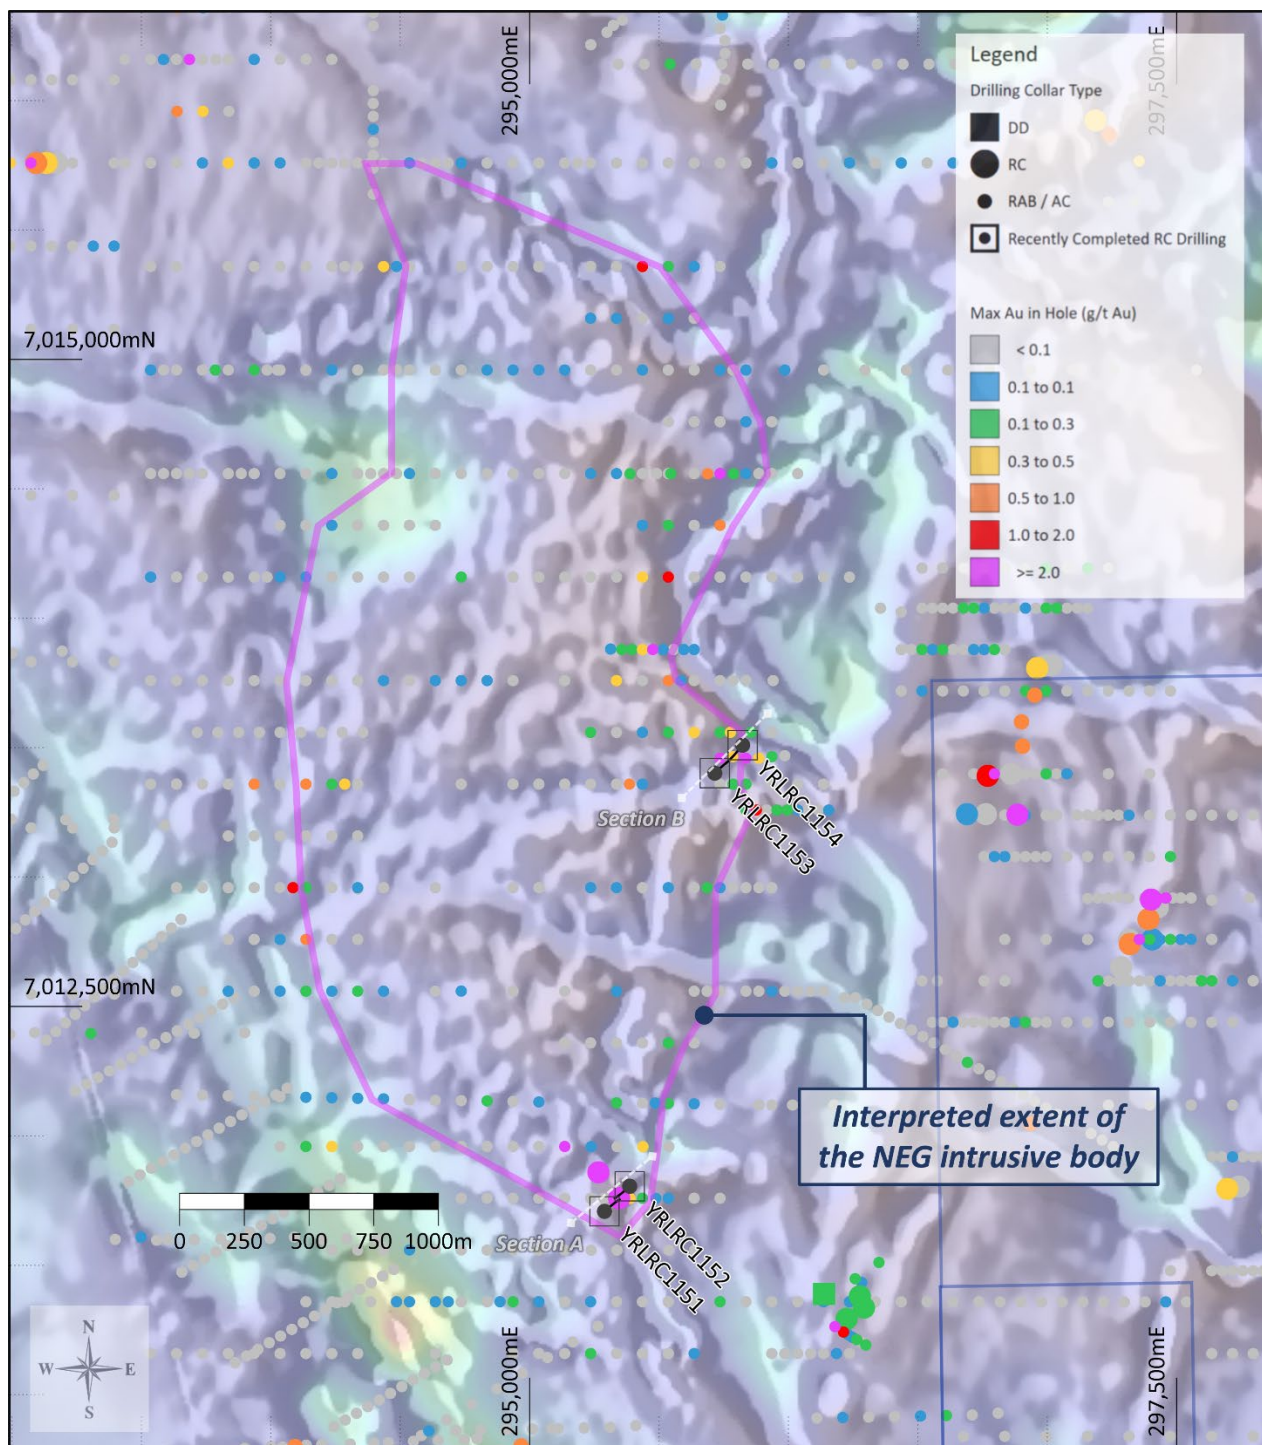 295,000mE
297,500mE
Legend
Drilling Collar Type
DD
RC
RAB / AC
Recently Completed RC Drilling
Max Au in Hole (g/t Au)
< 0.1
0.1 to 0.1
0.1 to 0.3
0.3 to 0.5
0.5 to 1.0
1.0 to 2.0
>= 2.0
7,015,000mN
YRLRC1154
YRLRC1153
Section B
7,012,500mN
Interpreted extent of
the NEG intrusive body
YRLRC1152
YRLRC1151
Section A
0 250 500 750 1000m
N
W E
S
295,000mE
297,500mE